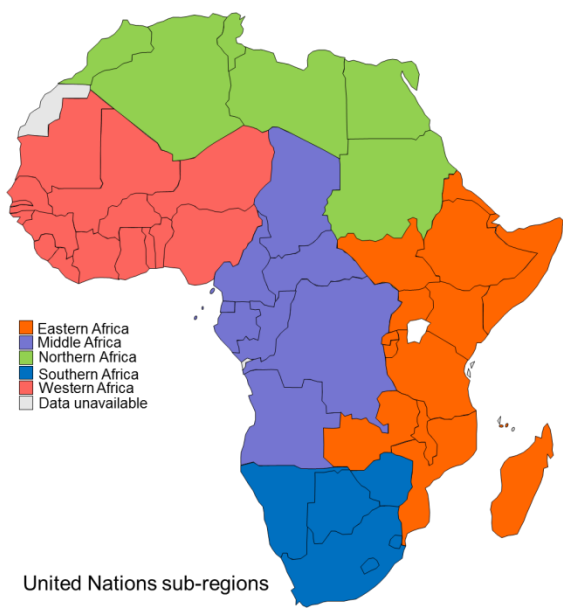 Eastern Africa
Middle Africa
Northern Africa
Southern Africa
Western Africa
Data unavailable
United Nations sub-regions